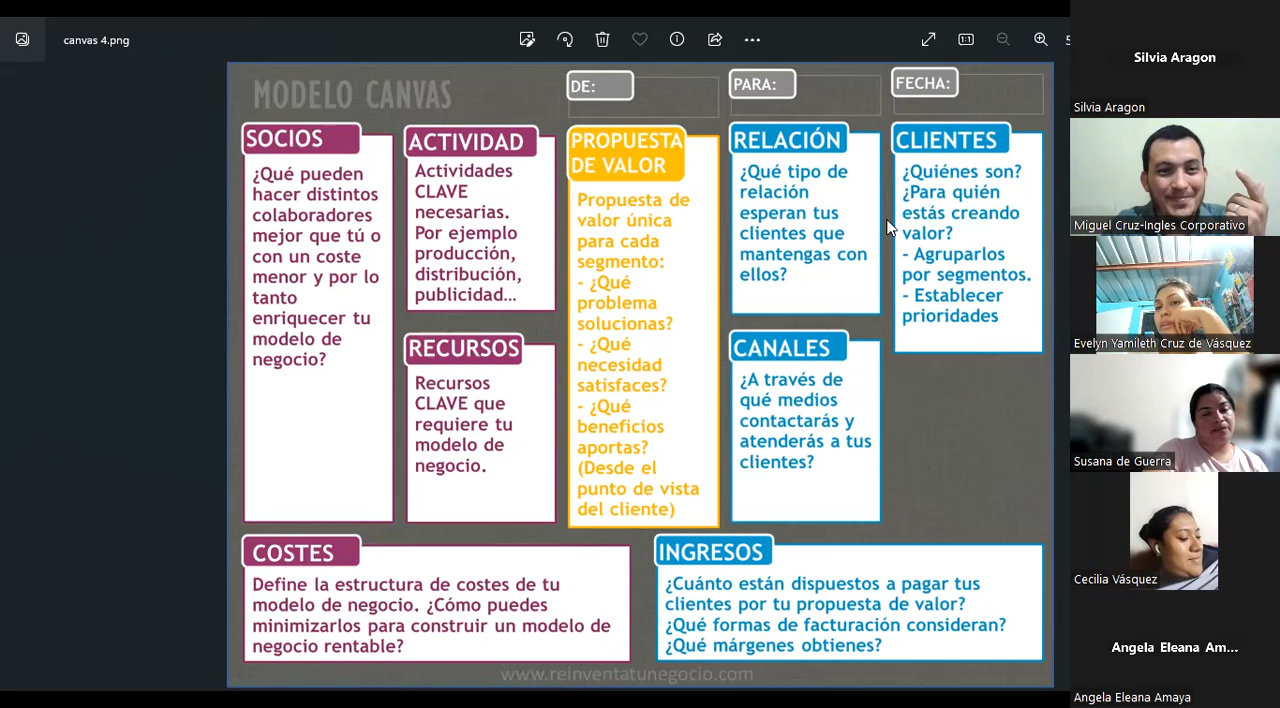 canvas 4.png
1:1
5
MODELO CANVAS
DE:
PARA:
FECHA:
SOCIOS
¿Qué pueden
hacer distintos
colaboradores
mejor que tú o
con un coste
menor y por lo
tanto
enriquecer tu
modelo de
negocio?
ACTIVIDAD
Actividades
CLAVE
necesarias.
Por ejemplo
producción,
distribución,
publicidad...
RECURSOS
Recursos
CLAVE que
requiere tu
modelo de
negocio.
PROPUESTA
DE VALOR
Propuesta de
valor única
para cada
segmento:
- ¿Qué
problema
solucionas?
- ¿Qué
necesidad
satisfaces?
- ¿Qué
beneficios
aportas?
(Desde el
punto de vista
del cliente)
RELACIÓN
¿Qué tipo de
relación
esperan tus
clientes que
mantengas con
ellos?
CANALES
¿A través de
qué medios
contactarás y
atenderás a tus
clientes?
CLIENTES
¿Quiénes son?
¿Para quién
estás creando
valor?
- Agruparlos
por segmentos.
- Establecer
prioridades
COSTES
Define la estructura de costes de tu
modelo de negocio. ¿Cómo puedes
minimizarlos para construir un modelo de
negocio rentable?
INGRESOS
¿Cuánto están dispuestos a pagar tus
clientes por tu propuesta de valor?
¿Qué formas de facturación consideran?
¿Qué márgenes obtienes?
www.reinventatunegocio.com
Silvia Aragon
Silvia Aragon
Miguel Cruz-Ingles Corporativo
Evelyn Yamileth Cruz de Vásquez
Susana de Guerra
Cecilia Vásquez
Angela Eleana Am...
Angela Eleana Amaya